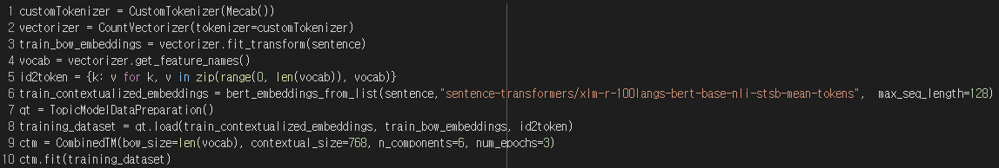 1 customTokenizer = CustomTokenizer(Mecab())
2 vectorizer = CountVectorizer(tokenizer=customTokenizer)
3 train_bow_embeddings = vectorizer.fit_transform(sentence)
4 vocab = vectorizer.get_feature_names()
5 id2token = {k: v for k, v in zip(range(0, len(vocab)), vocab)}
6 train_contextualized_embeddings = bert_embeddings_from_list(sentence,"sentence-transformers/xlm-r-100langs-bert-base-nli-stsb-mean-tokens", max_seq_length=128)
7 qt = TopicModelDataPreparation()
8 training_dataset = qt.load(train_contextualized_embeddings, train_bow_embeddings, id2token)
9 ctm = CombinedTM(bow_size=len(vocab), contextual_size=768, n_components=6, num_epochs=3)
10 ctm.fit(training_dataset)